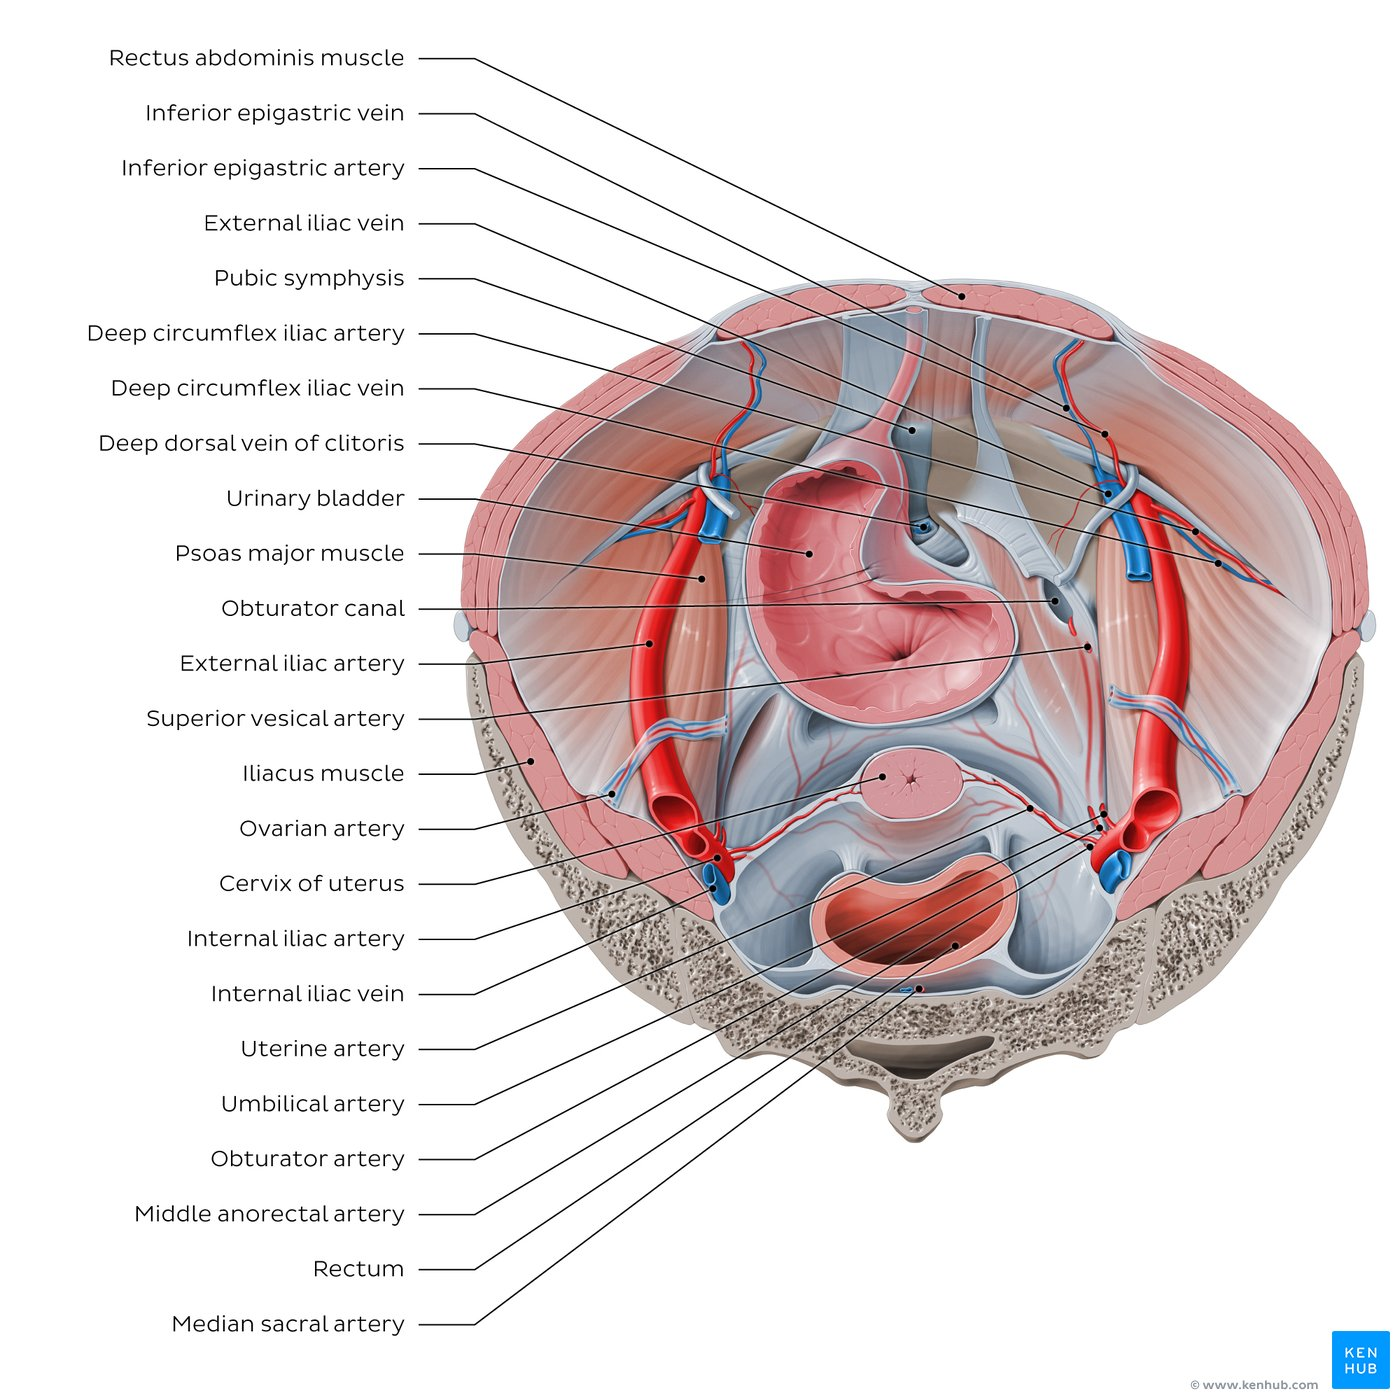 Rectus abdominis muscle
Inferior epigastric vein
Inferior epigastric artery
External iliac vein
Pubic symphysis
Deep circumflex iliac artery
Deep circumflex iliac vein
Deep dorsal vein of clitoris
Urinary bladder
Psoas major muscle
Obturator canal
External iliac artery
Superior vesical artery
Iliacus muscle
Ovarian artery
Cervix of uterus
Internal iliac artery
Internal iliac vein
Uterine artery
Umbilical artery
Obturator artery
Middle anorectal artery
Rectum
Median sacral artery
KEN
HUB
© www.kenhub.com